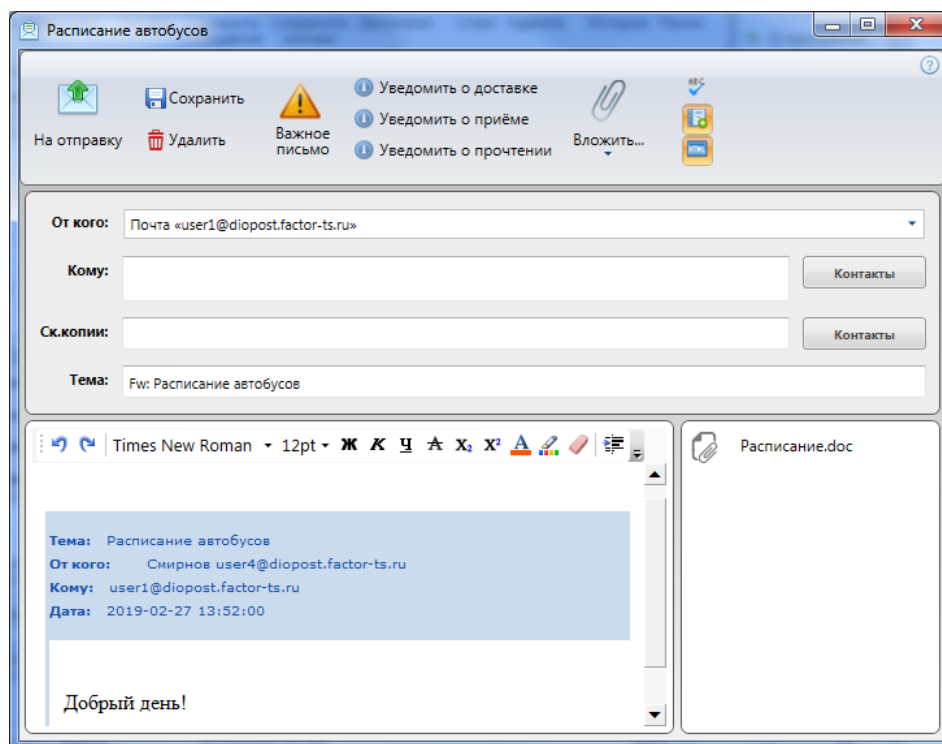 Расписание автобусов
На отправку
Сохранить
Удалить
Важное
письмо
Уведомить о доставке
Уведомить о приёме
Уведомить о прочтении
Вложить...
ABC
От кого: Почта «user1@diopost.factor-ts.ru»
Кому: Контакты
Ск.копии: Контакты
Тема: Fw: Расписание автобусов
Times New Roman 12pt Ж К Ч А X₂ X² А
Расписание.doc
Тема: Расписание автобусов
От кого: Смирнов user4@diopost.factor-ts.ru
Кому: user1@diopost.factor-ts.ru
Дата: 2019-02-27 13:52:00
Добрый день!